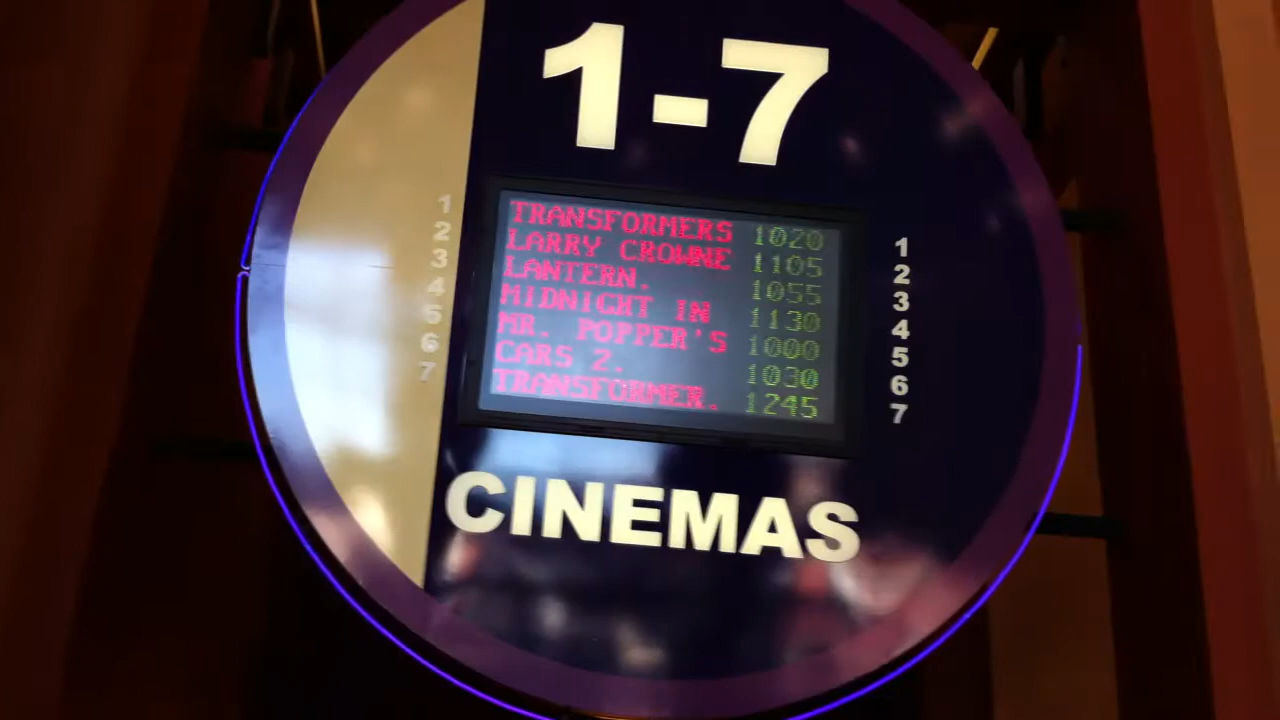 1-7
1 TRANSFORMERS 1020 1
2 LARRY CROWNE 1105 2
3 LANTERN. 1055 3
4 MIDNIGHT IN 1130 4
5 MR. POPPER'S 1000 5
6 CARS 2. 1030 6
7 TRANSFORMER. 1245 7
CINEMAS